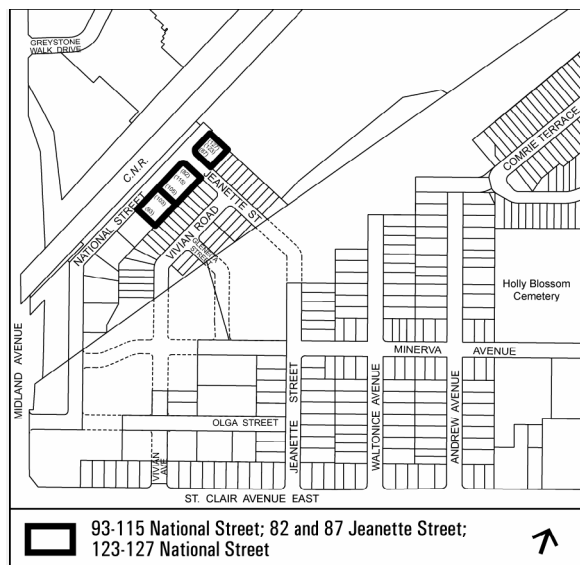 GREYSTONE
WALK DRIVE
C.N.R.
NATIONAL STREET
JEANETTE ST
VIVIAN ROAD
COMRIE TERRACE
Holly Blossom
Cemetery
MIDLAND AVENUE
MINERVA AVENUE
JEANETTE STREET
WALTONICE AVENUE
ANDREW AVENUE
OLGA STREET
VIVIAN
AVE
ST. CLAIR AVENUE EAST
93-115 National Street; 82 and 87 Jeanette Street;
123-127 National Street